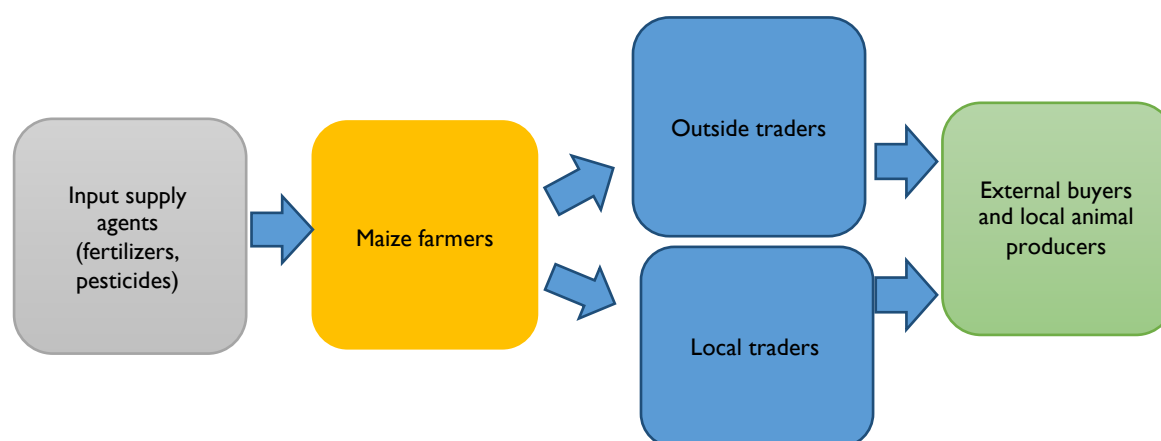 Input supply
agents
(fertilizers,
pesticides)
Maize farmers
Outside traders
Local traders
External buyers
and local animal
producers